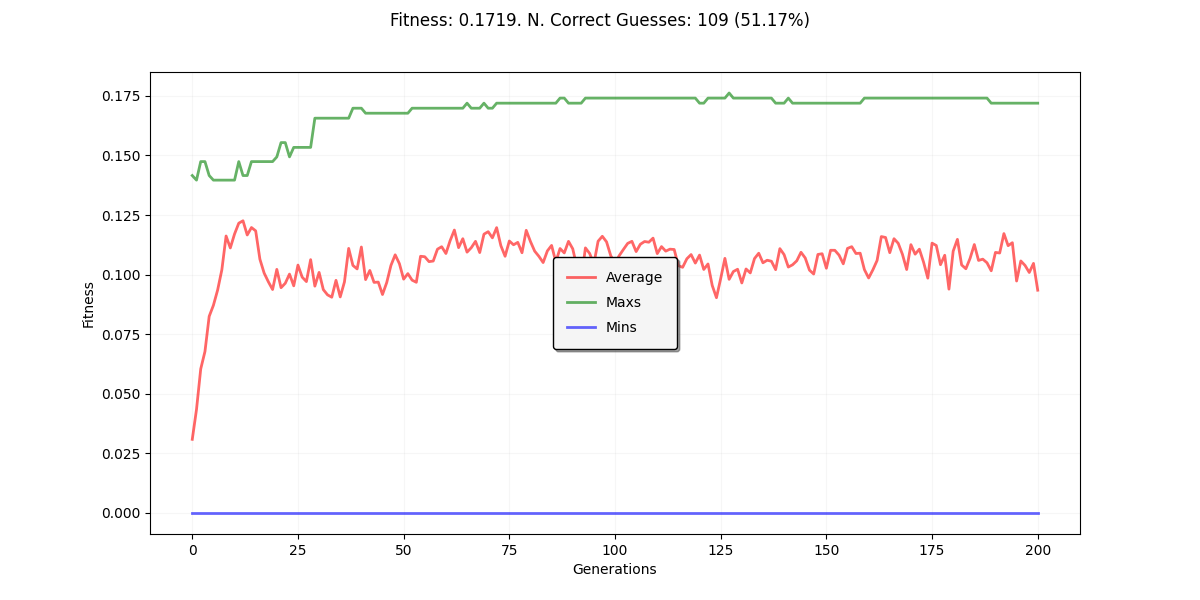 Fitness: 0.1719. N. Correct Guesses: 109 (51.17%)
0.175
0.150
0.125
0.100
0.075
0.050
0.025
0.000
Fitness
Average
Maxs
Mins
0 25 50 75 100 125 150 175 200
Generations